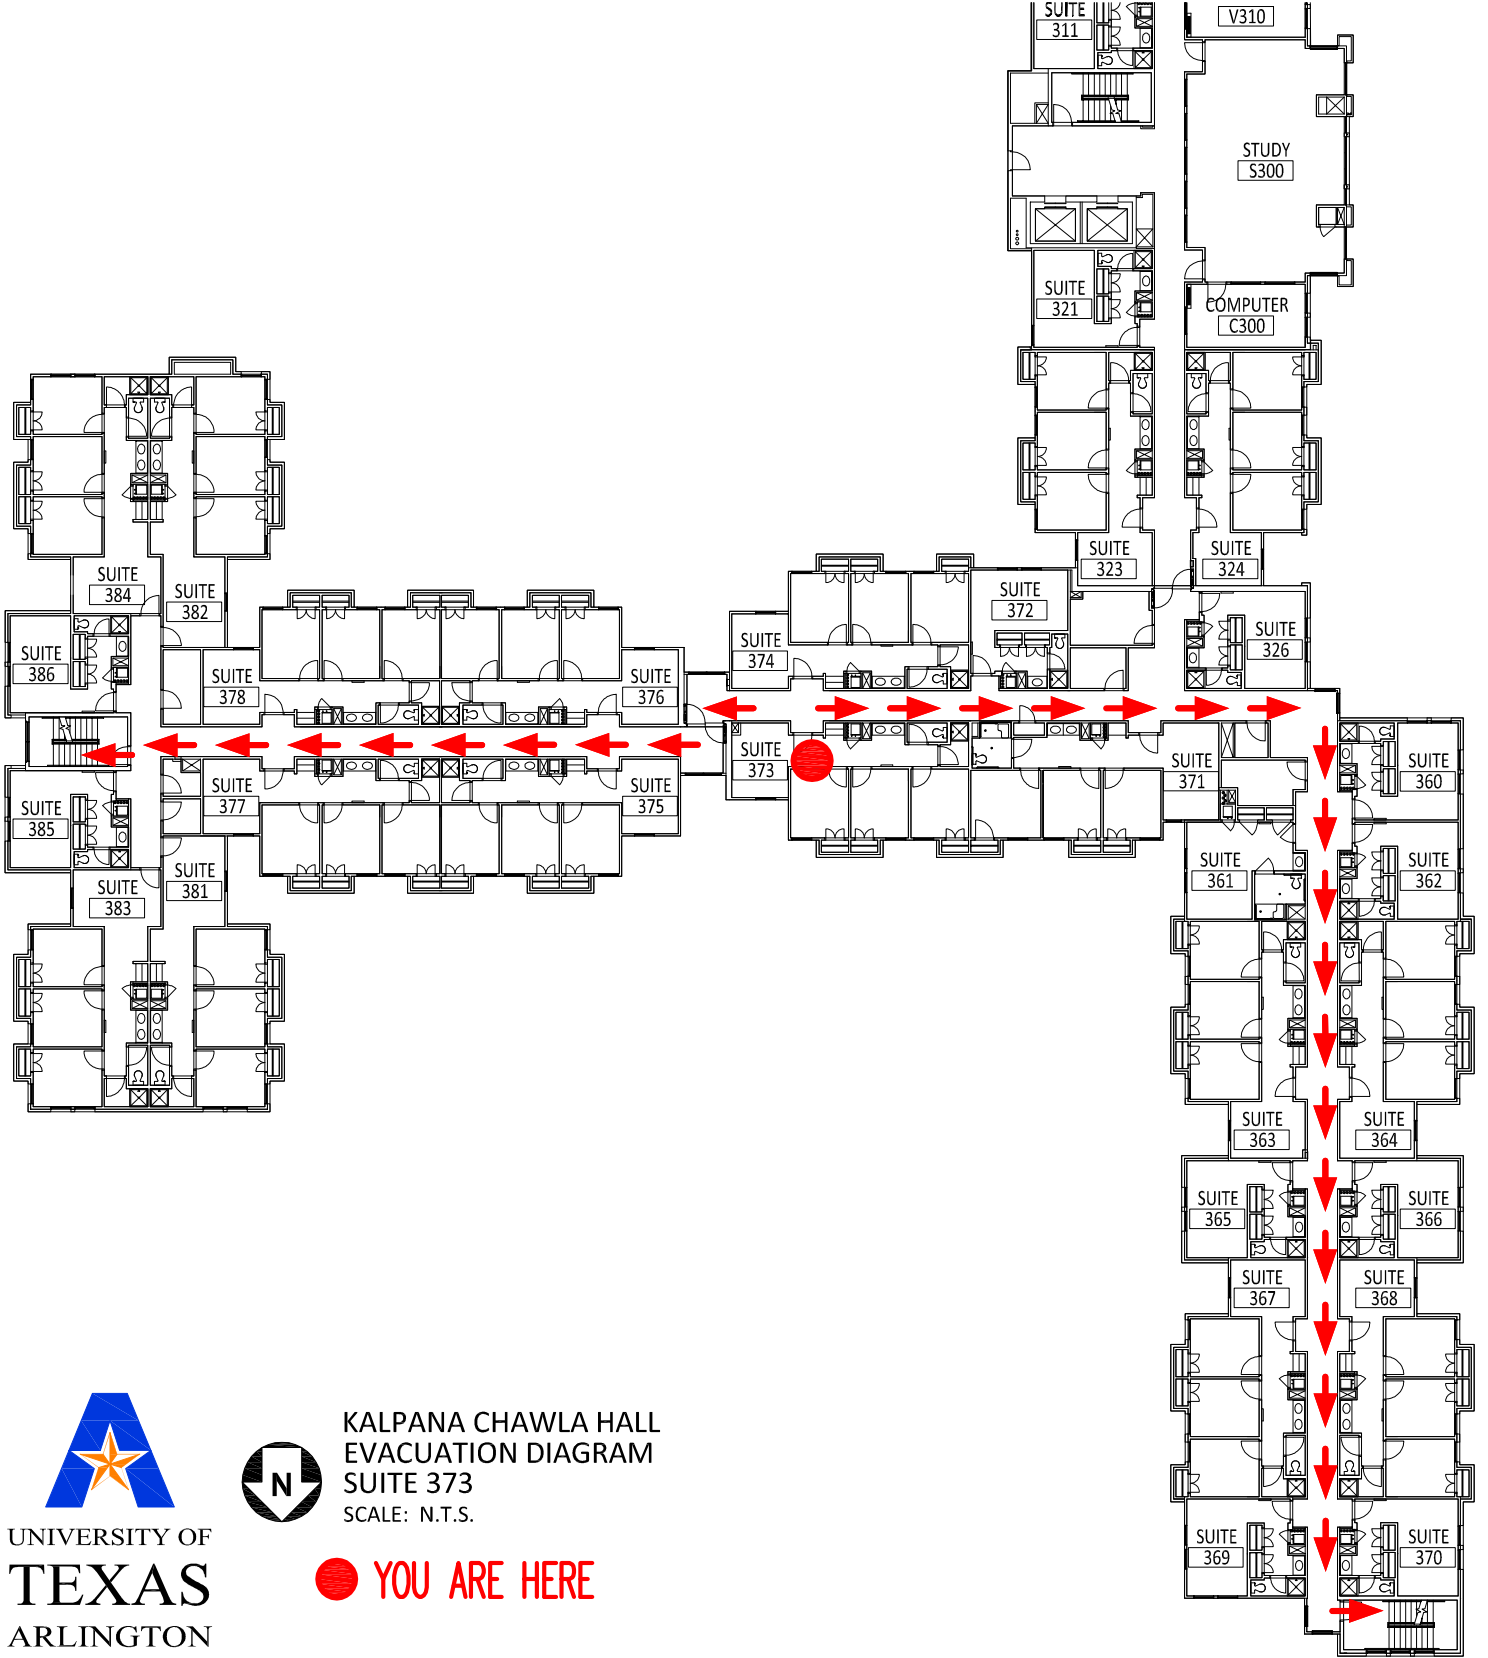 SUITE
311
V310
STUDY
S300
SUITE
321
COMPUTER
C300
SUITE
323
SUITE
324
SUITE
384
SUITE
382
SUITE
372
SUITE
374
SUITE
326
SUITE
386
SUITE
378
SUITE
376
SUITE
373
SUITE
371
SUITE
360
SUITE
385
SUITE
377
SUITE
375
SUITE
361
SUITE
362
SUITE
383
SUITE
381
SUITE
363
SUITE
364
SUITE
365
SUITE
366
SUITE
367
SUITE
368
SUITE
369
SUITE
370
KALPANA CHAWLA HALL
EVACUATION DIAGRAM
SUITE 373
SCALE: N.T.S.
N
YOU ARE HERE
UNIVERSITY OF
TEXAS
ARLINGTON